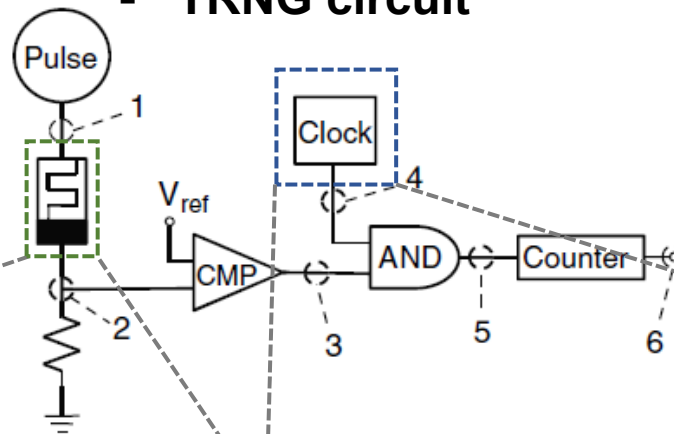 - TRNG circuit
Pulse
1
Clock
4
Vref
CMP
AND
Counter
2
3
5
6